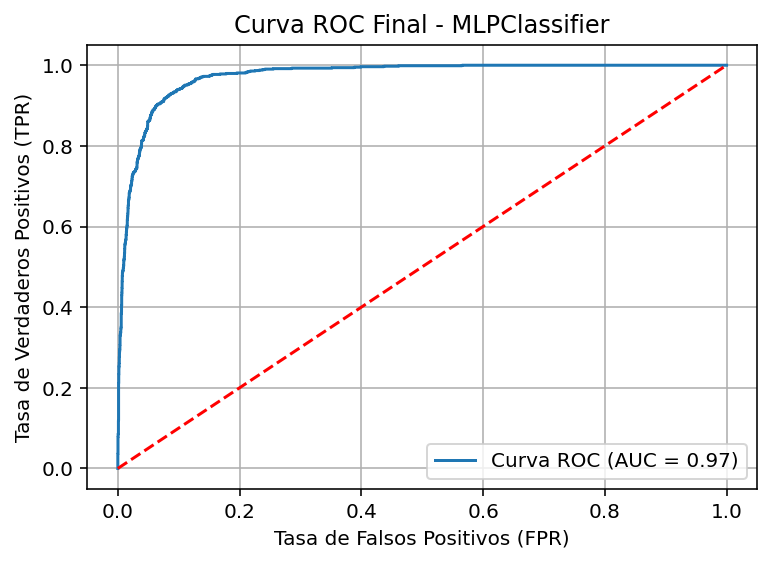 Curva ROC Final - MLPClassifier
Tasa de Verdaderos Positivos (TPR)
1.0
0.8
0.6
0.4
0.2
0.0
Curva ROC (AUC = 0.97)
0.0 0.2 0.4 0.6 0.8 1.0
Tasa de Falsos Positivos (FPR)